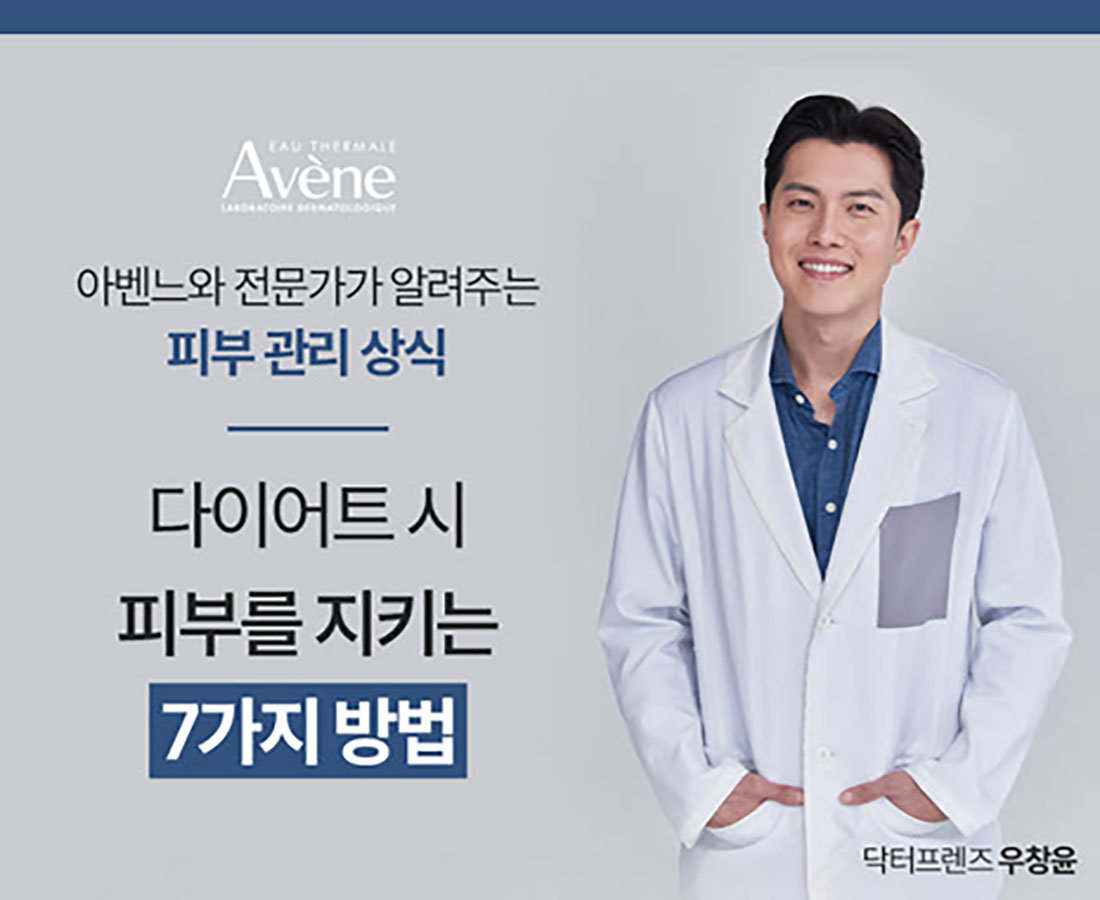 EAU THERMALE
Avène
LABORATOIRE DERMATOLOGIQUE
아벤느와 전문가가 알려주는
피부 관리 상식
다이어트 시
피부를 지키는
7가지 방법
닥터프렌즈 우창윤